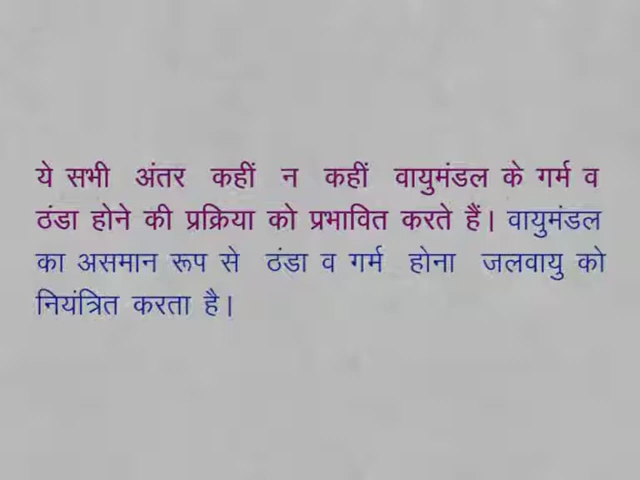 ये सभी अंतर कहीं न कहीं वायुमंडल के गर्म व
ठंडा होने की प्रक्रिया को प्रभावित करते हैं। वायुमंडल
का असमान रूप से ठंडा व गर्म होना जलवायु को
नियंत्रित करता है।